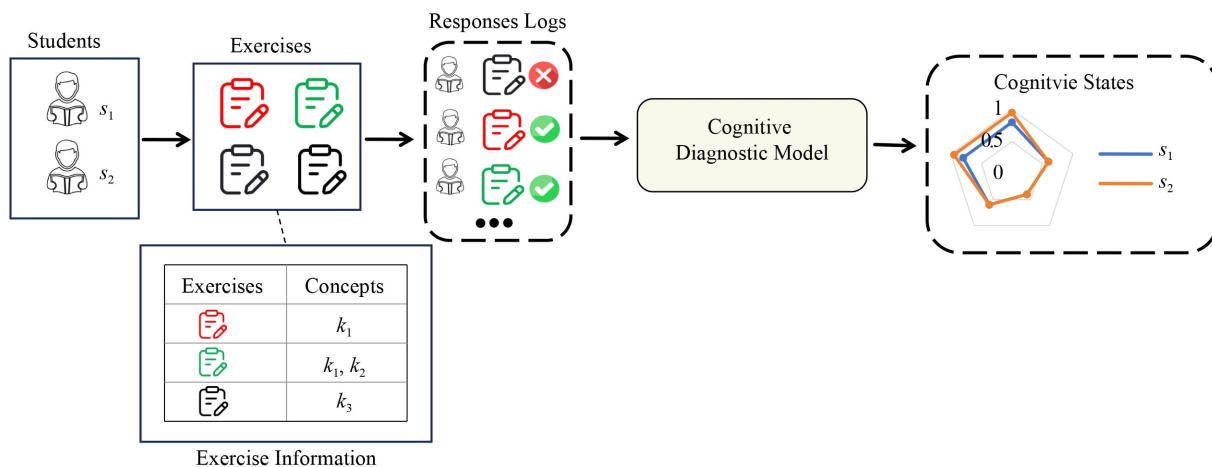 Students
s1
s2
Exercises
Responses Logs
Cognitive
Diagnostic Model
Cognitvie States
1
0.5
0
s1
s2
Exercises Concepts
k1
k1, k2
k3
Exercise Information